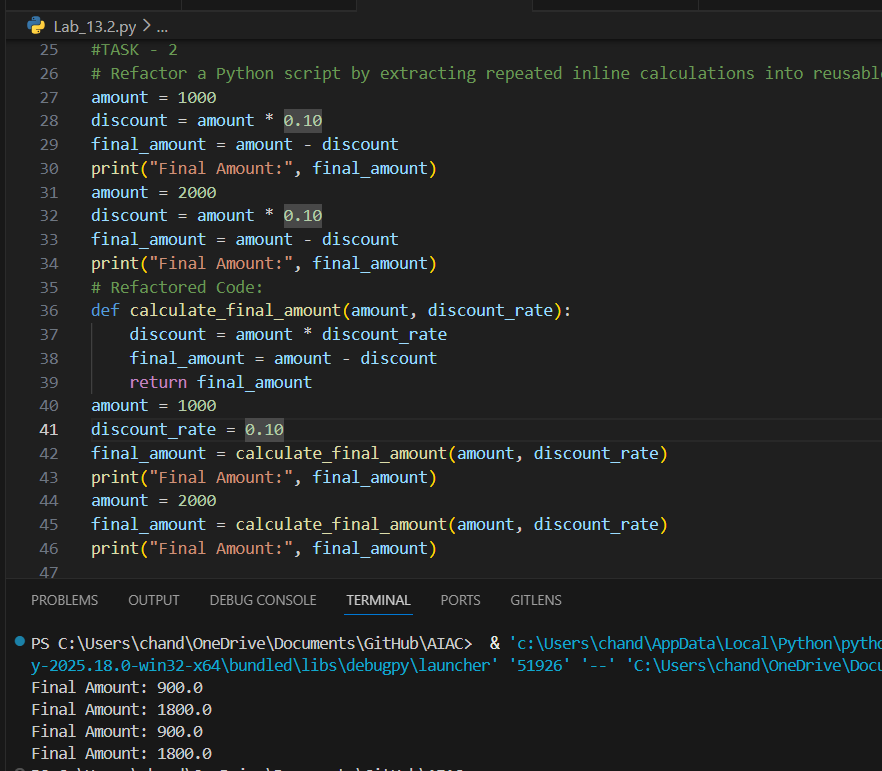 Lab_13.2.py > ...
25 #TASK - 2
26 # Refactor a Python script by extracting repeated inline calculations into
27 amount = 1000
28 discount = amount * 0.10
29 final_amount = amount - discount
30 print("Final Amount:", final_amount)
31 amount = 2000
32 discount = amount * 0.10
33 final_amount = amount - discount
34 print("Final Amount:", final_amount)
35 # Refactored Code:
36 def calculate_final_amount(amount, discount_rate):
37     discount = amount * discount_rate
38     final_amount = amount - discount
39     return final_amount
40 amount = 1000
41 discount_rate = 0.10
42 final_amount = calculate_final_amount(amount, discount_rate)
43 print("Final Amount:", final_amount)
44 amount = 2000
45 final_amount = calculate_final_amount(amount, discount_rate)
46 print("Final Amount:", final_amount)
47
PROBLEMS OUTPUT DEBUG CONSOLE TERMINAL PORTS GITLENS
PS C:\Users\chand\OneDrive\Documents\GitHub\AIAC> & 'c:\Users\chand\AppData\Local\Python\pytho
y-2025.18.0-win32-x64\bundled\libs\debugpy\launcher' '51926' '--' 'C:\Users\chand\OneDrive\Docu
Final Amount: 900.0
Final Amount: 1800.0
Final Amount: 900.0
Final Amount: 1800.0